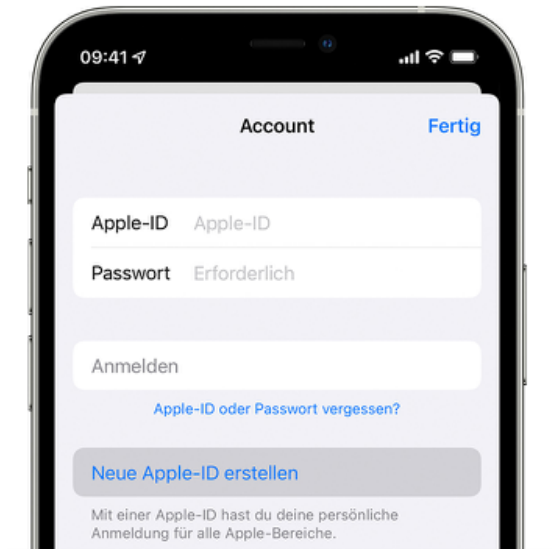 09:41
Account
Fertig
Apple-ID Apple-ID
Passwort Erforderlich
Anmelden
Apple-ID oder Passwort vergessen?
Neue Apple-ID erstellen
Mit einer Apple-ID hast du deine persönliche
Anmeldung für alle Apple-Bereiche.